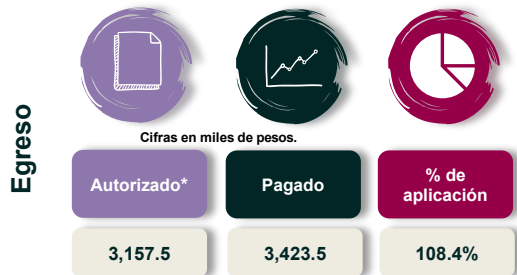 Egreso
Cifras en miles de pesos.
Autorizado*
Pagado
% de
aplicación
3,157.5
3,423.5
108.4%